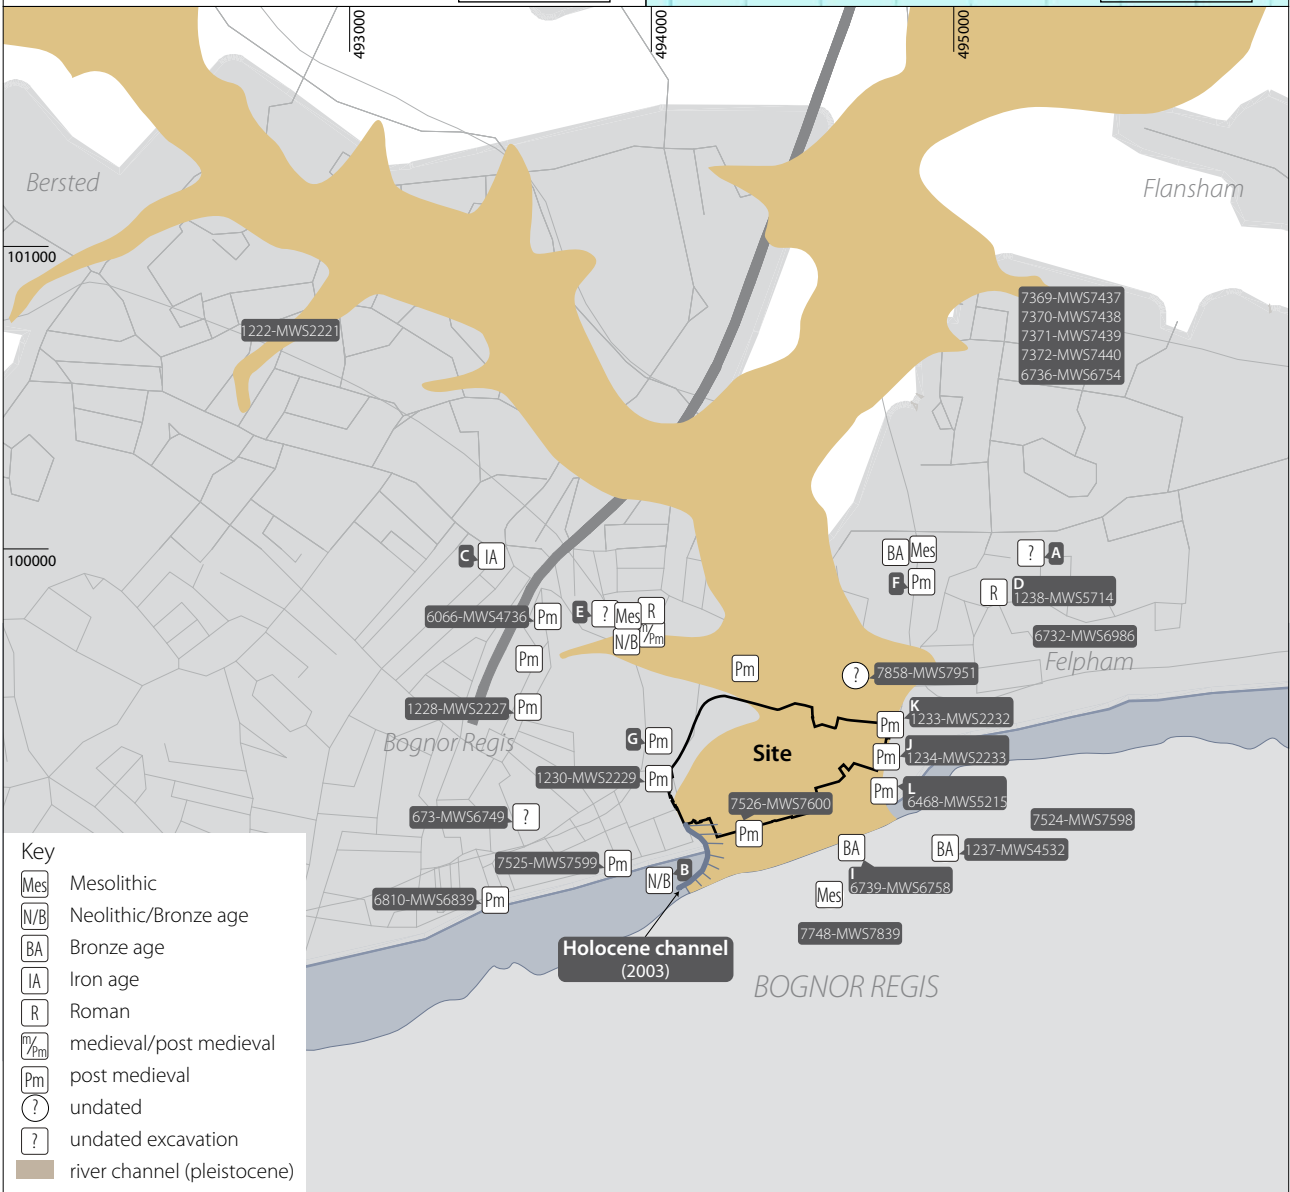 493000
494000
495000
Bersted
Flansham
101000
7369-MWS7437
7370-MWS7438
7371-MWS7439
7372-MWS7440
6736-MWS6754
1222-MWS2221
100000
C
IA
BA
Mes
?
A
F
Pm
R
D
1238-MWS5714
6066-MWS4736
Pm
E
?
Mes
R
N/B
m/Pm
6732-MWS6986
Felpham
Pm
Pm
?
7858-MWS7951
1228-MWS2227
Pm
Bognor Regis
G
Pm
K
1233-MWS2232
Pm
Site
J
1234-MWS2233
Pm
1230-MWS2229
Pm
L
6468-MWS5215
Pm
7526-MWS7600
Pm
673-MWS6749
?
7524-MWS7598
BA
BA
1237-MWS4532
7525-MWS7599
Pm
N/B
B
I
6739-MWS6758
6810-MWS6839
Pm
Mes
7748-MWS7839
Holocene channel
(2003)
BOGNOR REGIS
Key
Mes Mesolithic
N/B Neolithic/Bronze age
BA Bronze age
IA Iron age
R Roman
m/Pm medieval/post medieval
Pm post medieval
? undated
? undated excavation
river channel (pleistocene)